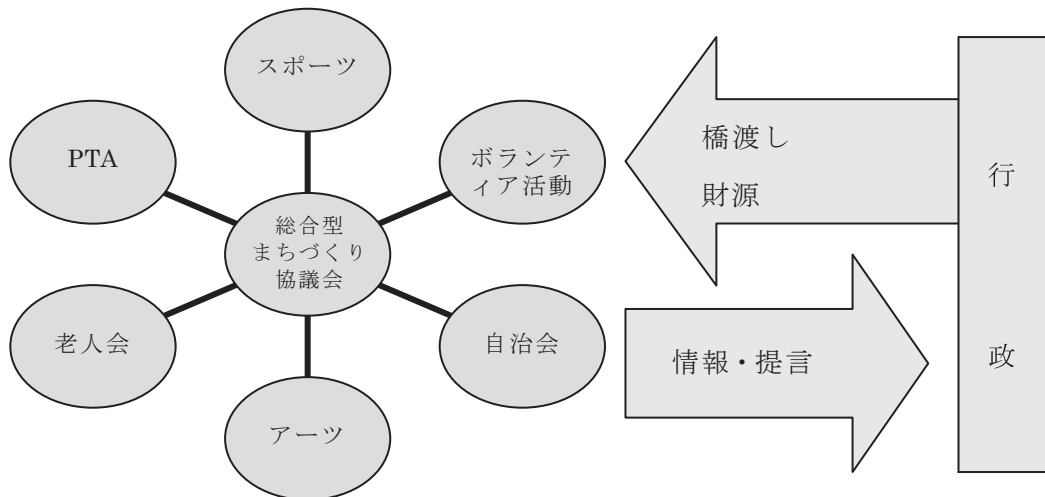 スポーツ
PTA
ボランテ
ィア活動
総合型
まちづくり
協議会
老人会
自治会
アーツ
橋渡し
財源
情報・提言
行
政